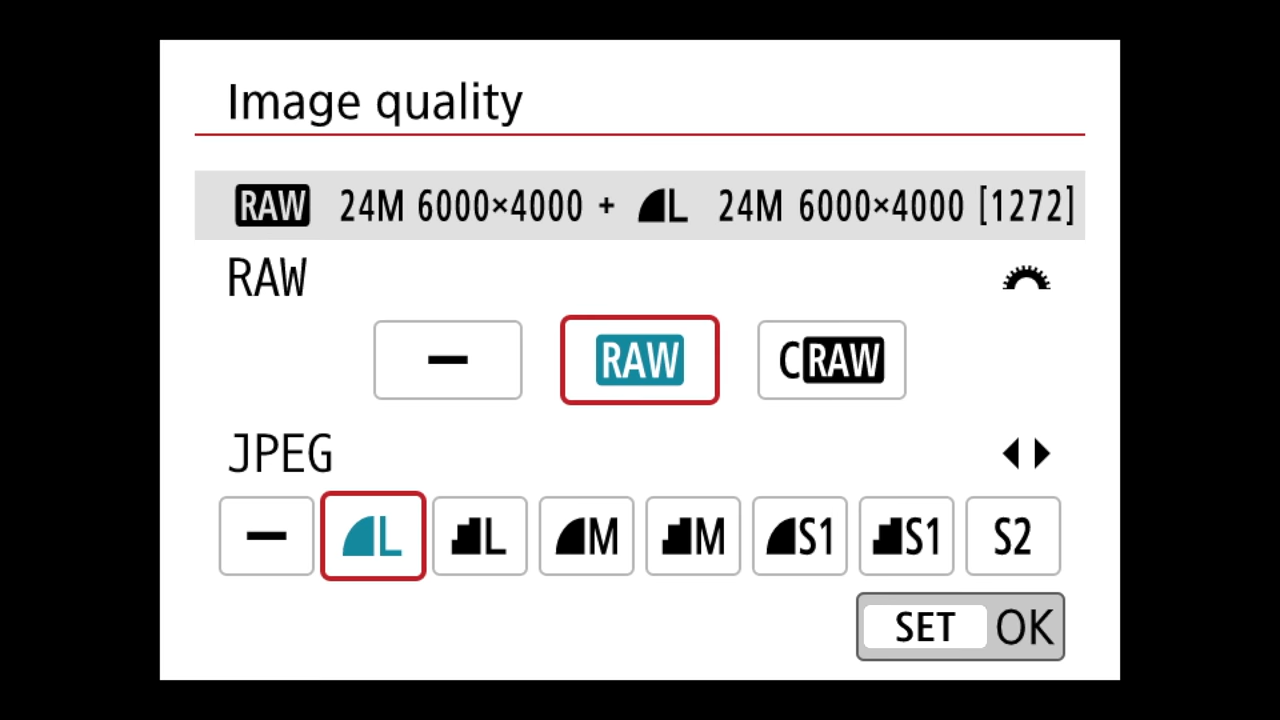 Image quality
RAW 24M 6000×4000 + L 24M 6000×4000 [1272]
RAW
— RAW CRAW
JPEG
— L L M M S1 S1 S2
SET OK